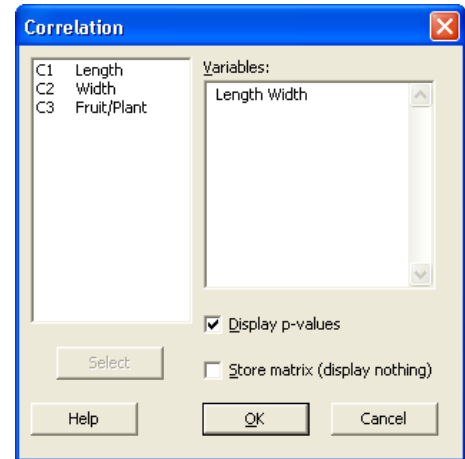 Correlation
C1 Length
C2 Width
C3 Fruit/Plant
Variables:
Length Width
Display p-values
Select
Store matrix (display nothing)
Help
OK
Cancel